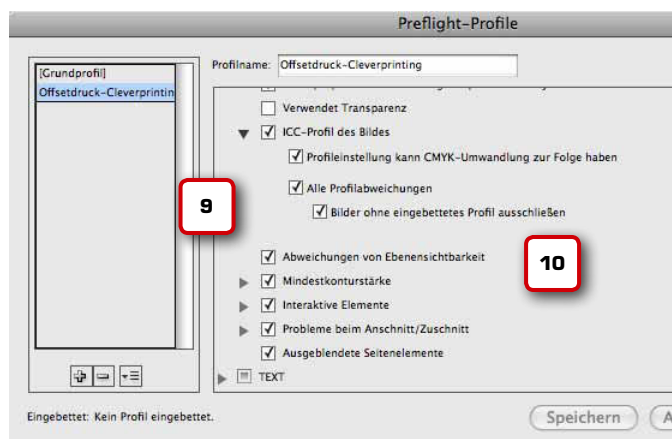 Preflight-Profile
[Grundprofil]
Offsetdruck-Cleverprintin
Profilname: Offsetdruck-Cleverprinting
Verwendet Transparenz
ICC-Profil des Bildes
Profileinstellung kann CMYK-Umwandlung zur Folge haben
Alle Profilabweichungen
9
Bilder ohne eingebettetes Profil ausschließen
Abweichungen von Ebenensichtbarkeit
10
Mindestkonturstärke
Interaktive Elemente
Probleme beim Anschnitt/Zuschnitt
Ausgeblendete Seitenelemente
TEXT
Eingebettet: Kein Profil eingebettet.
Speichern
A